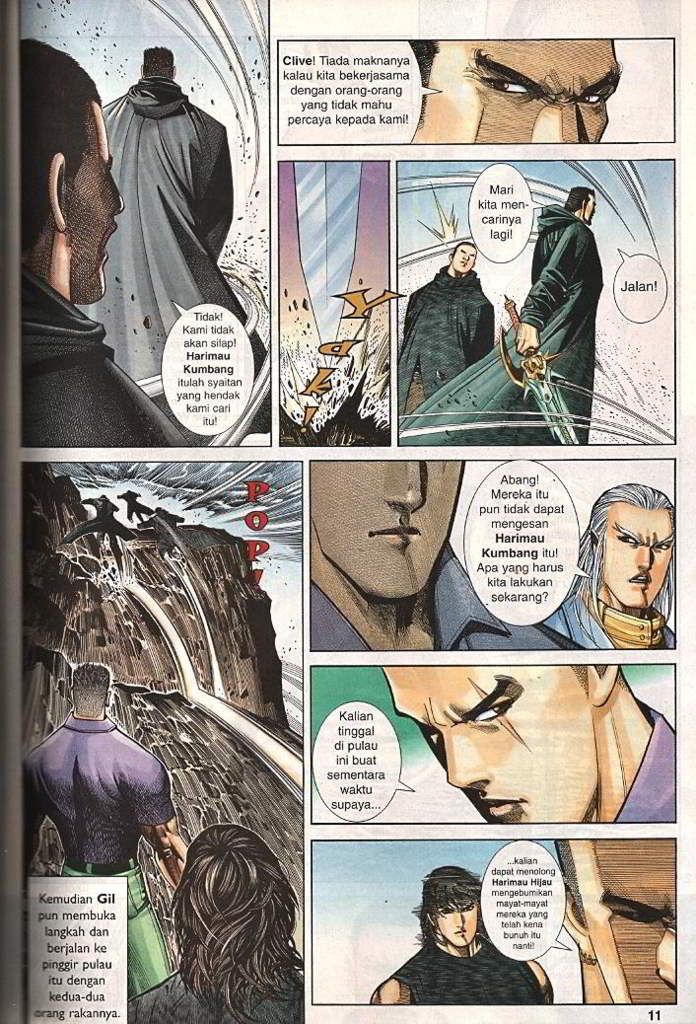 Clive! Tiada maknanya
kalau kita bekerjasama
dengan orang-orang
yang tidak mahu
percaya kepada kami!
Tidak!
Kami tidak
akan silap!
Harimau
Kumbang
itulah syaitan
yang hendak
kami cari
itu!
Mari
kita men-
carinya
lagi!
Jalan!
POP!
Abang!
Mereka itu
pun tidak dapat
mengesan
Harimau
Kumbang itu!
Apa yang harus
kita lakukan
sekarang?
Kalian
tinggal
di pulau
ini buat
sementara
waktu
supaya...
Kemudian Gil
pun membuka
langkah dan
berjalan ke
pinggir pulau
itu dengan
kedua-dua
orang rakannya.
...kalian
dapat menolong
Harimau Hijau
mengebumikan
mayat-mayat
mereka yang
telah kena
bunuh itu
nanti!
11